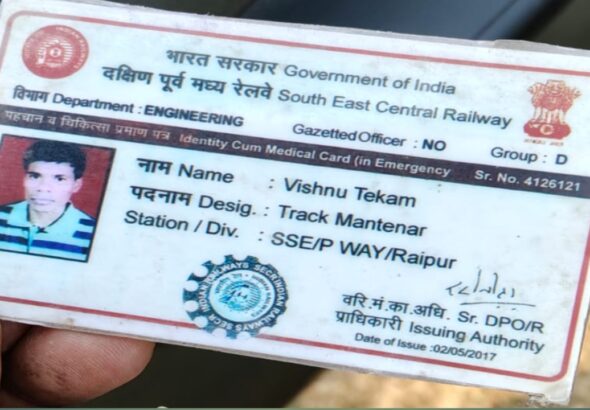 भारत सरकार Government of India
दक्षिण पूर्व मध्य रेलवे South East Central Railway
विभाग Department : ENGINEERING
Gazetted Officer : NO
Group : D
पहचान व चिकित्सा प्रमाण पत्र Identity Cum Medical Card (in Emergency Sr. No. 4126121
नाम Name : Vishnu Tekam
पदनाम Desig. : Track Mantenar
Station / Div. : SSE/P WAY/Raipur
वरि.मं.का.अधि. Sr. DPO/R
प्राधिकारी Issuing Authority
Date of Issue :02/05/2017